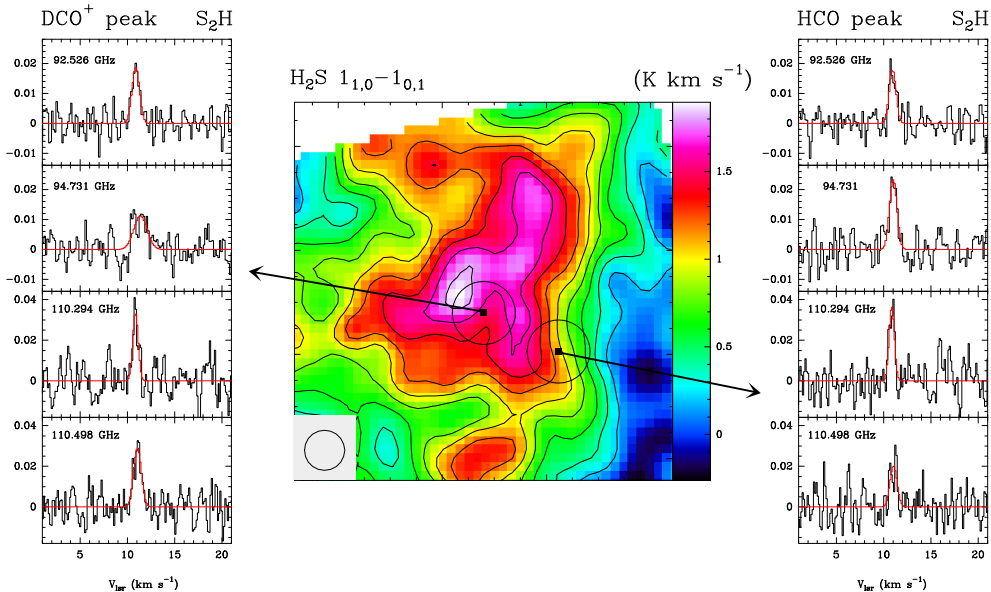 DCO⁺ peak S₂H
92.526 GHz
0.02
0.01
0
−0.01
94.731 GHz
0.02
0.01
0
−0.01
110.294 GHz
0.04
0.02
0
110.498 GHz
0.04
0.02
0
5 10 15 20
V_lsr (km s⁻¹)
H₂S 1₁,₀−1₀,₁ (K km s⁻¹)
1.5
1
0.5
0
HCO peak S₂H
92.526 GHz
0.02
0.01
0
−0.01
94.731
0.02
0.01
0
−0.01
110.294 GHz
0.04
0.02
0
110.498 GHz
0.04
0.02
0
5 10 15 20
V_lsr (km s⁻¹)